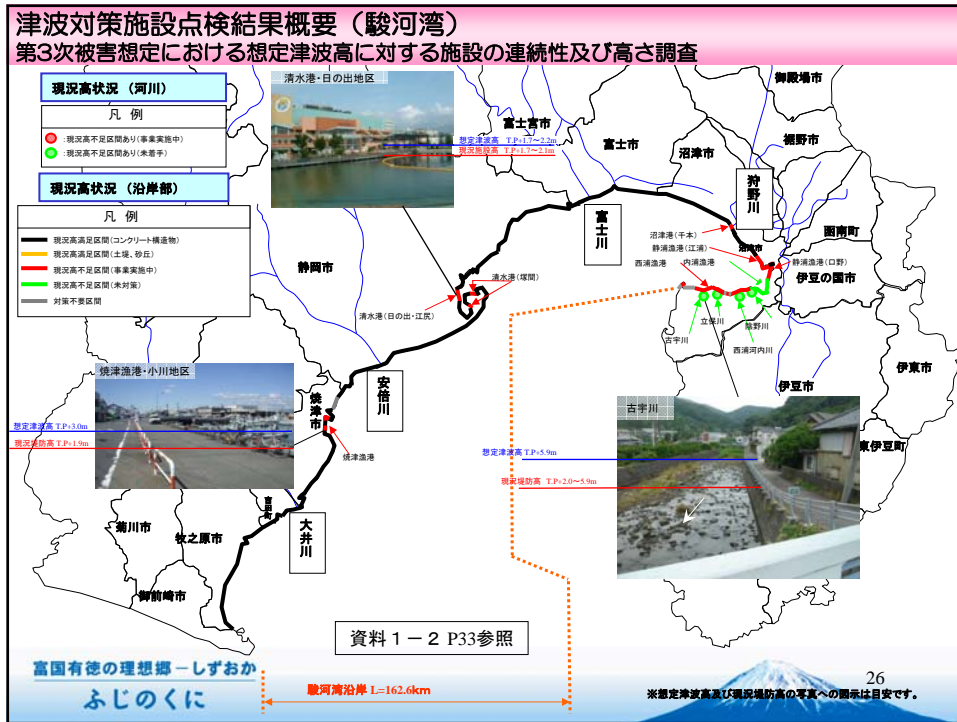 津波対策施設点検結果概要（駿河湾）
第3次被害想定における想定津波高に対する施設の連続性及び高さ調査
現況高状況（河川）
凡例
：現況高不足区間あり（事業実施中）
：現況高不足区間あり（未着手）
現況高状況（沿岸部）
凡例
現況高満足区間（コンクリート構造物）
現況高満足区間（土堤、砂丘）
現況高不足区間（事業実施中）
現況高不足区間（未対策）
対策不要区間
清水港・日の出地区
想定津波高 T.P+1.7～2.2m
現況施設高 T.P+1.7～2.1m
御殿場市
富士宮市
裾野市
富士市
沼津市
狩野川
富士川
函南町
沼津港（千本）
沼津市
静浦漁港（江浦）
西浦漁港
内浦漁港
静浦漁港（口野）
伊豆の国市
静岡市
清水港（塚間）
清水港（日の出・江尻）
立保川
陰野川
古宇川
西浦河内川
伊東市
伊豆市
安倍川
焼津漁港・小川地区
焼津市
想定津波高 T.P+3.0m
現況堤防高 T.P+1.9m
焼津漁港
古宇川
東伊豆町
想定津波高 T.P+5.9m
現況堤防高 T.P+2.0～5.9m
吉田町
大井川
菊川市
牧之原市
御前崎市
資料１－２ P33参照
富国有徳の理想郷－しずおか
ふじのくに
駿河湾沿岸 L=162.6km
26
※想定津波高及び現況堤防高の写真への図示は目安です。